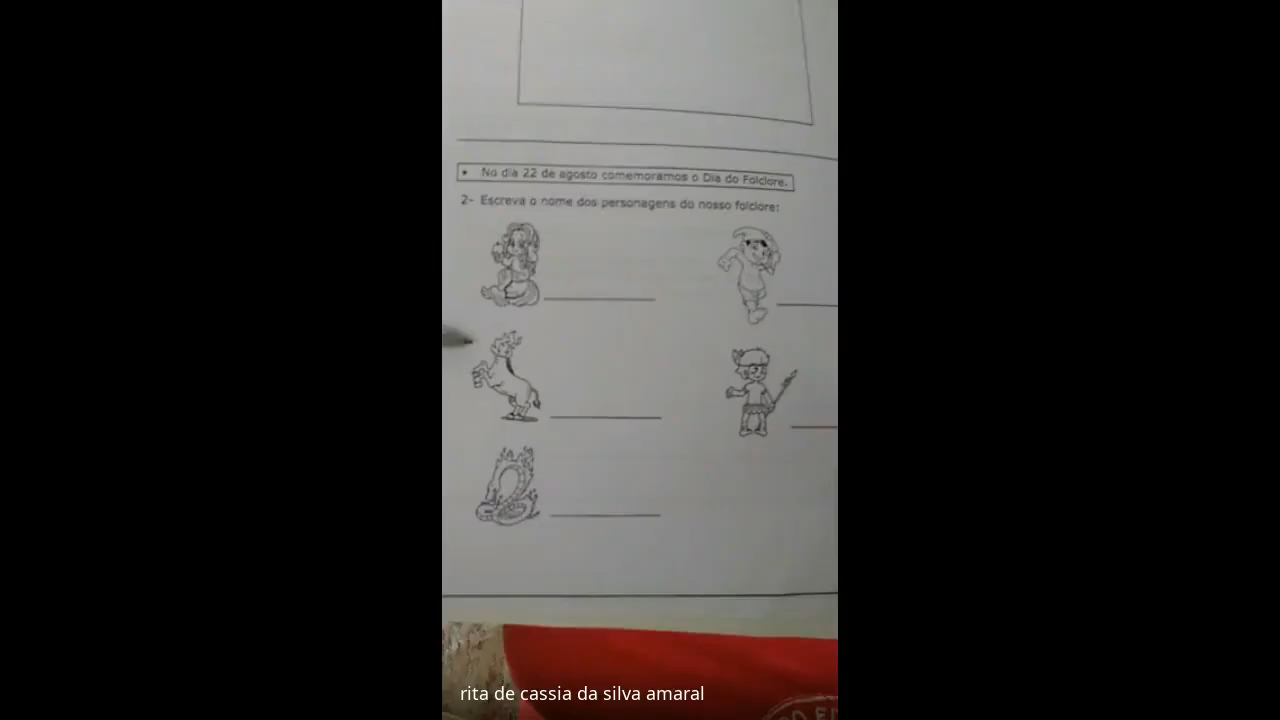 • No dia 22 de agosto comemoramos o Dia do Folclore.
2- Escreva o nome dos personagens do nosso folclore:
rita de cassia da silva amaral